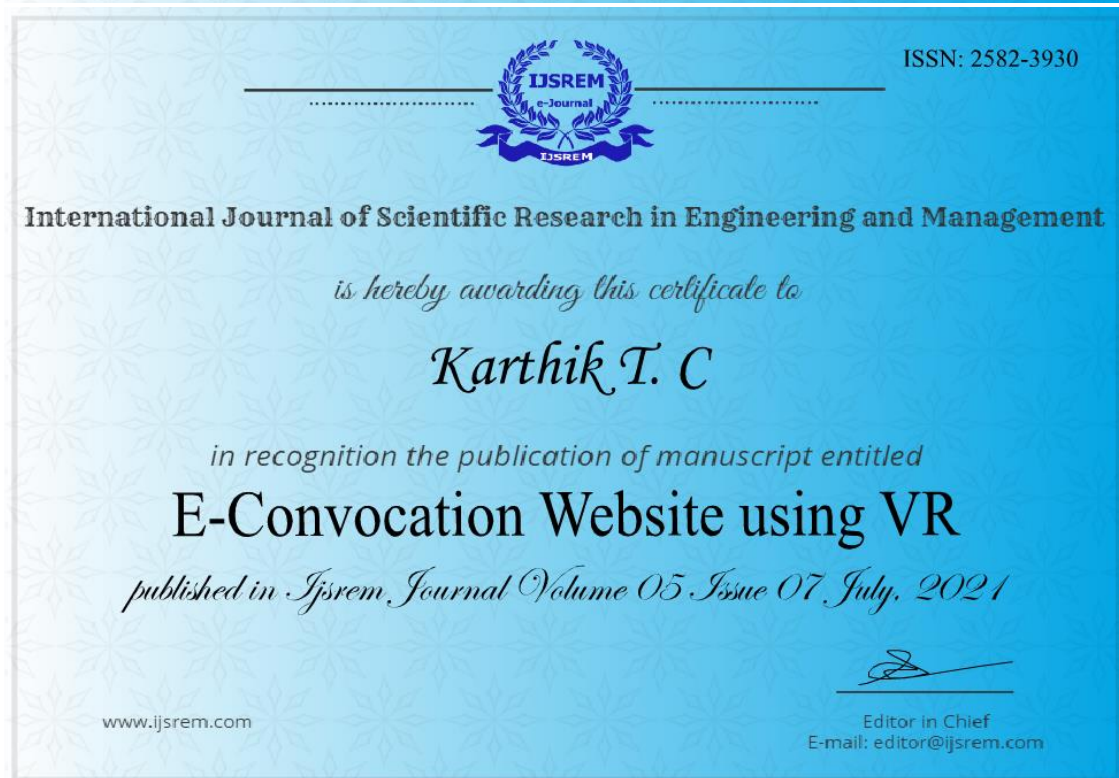 ISSN: 2582-3930
IJSREM
e-Journal
IJSREM
International Journal of Scientific Research in Engineering and Management
is hereby awarding this certificate to
Karthik T. C
in recognition the publication of manuscript entitled
E-Convocation Website using VR
published in Ijsrem Journal Volume 05 Issue 07 July, 2021
www.ijsrem.com
Editor in Chief
E-mail: editor@ijsrem.com